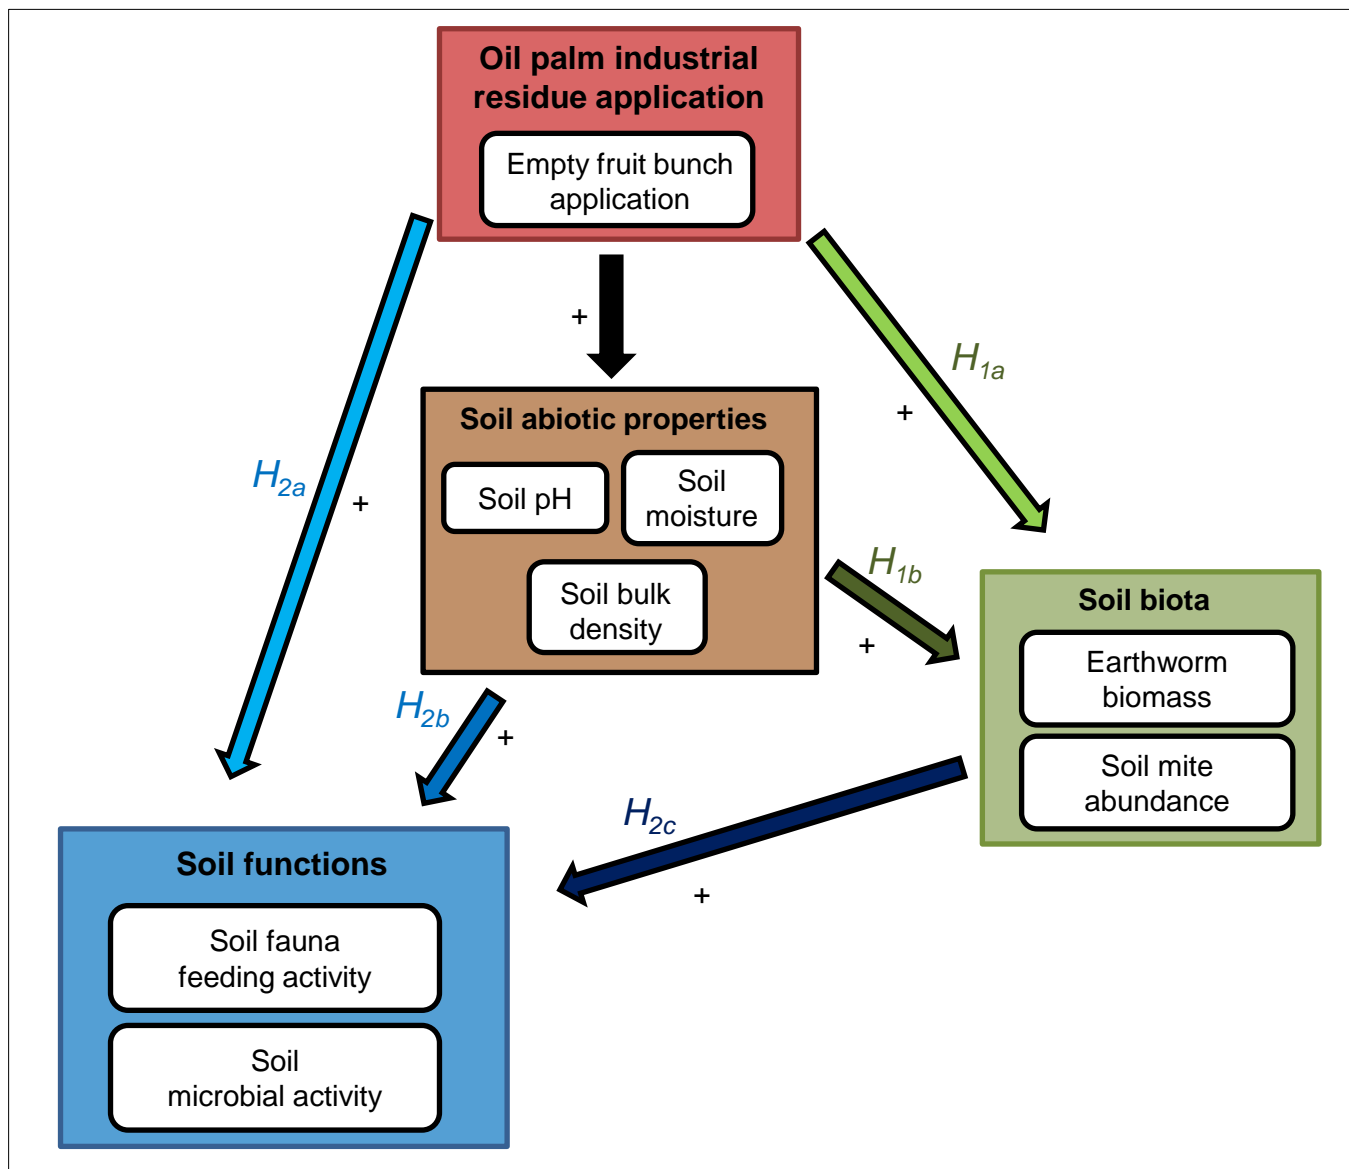 Oil palm industrial
residue application
Empty fruit bunch
application
+
H1a
+
Soil abiotic properties
Soil pH
Soil
moisture
Soil bulk
density
H2a
+
H1b
+
Soil biota
Earthworm
biomass
Soil mite
abundance
H2b
+
H2c
+
Soil functions
Soil fauna
feeding activity
Soil
microbial activity